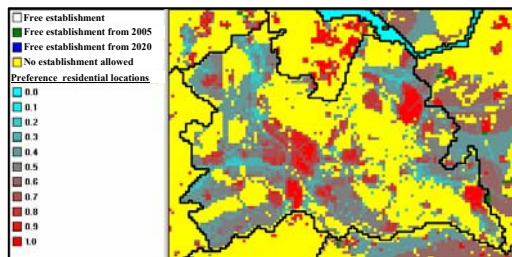 Free establishment
Free establishment from 2005
Free establishment from 2020
No establishment allowed
Preference residential locations
0.0
0.1
0.2
0.3
0.4
0.5
0.6
0.7
0.8
0.9
1.0